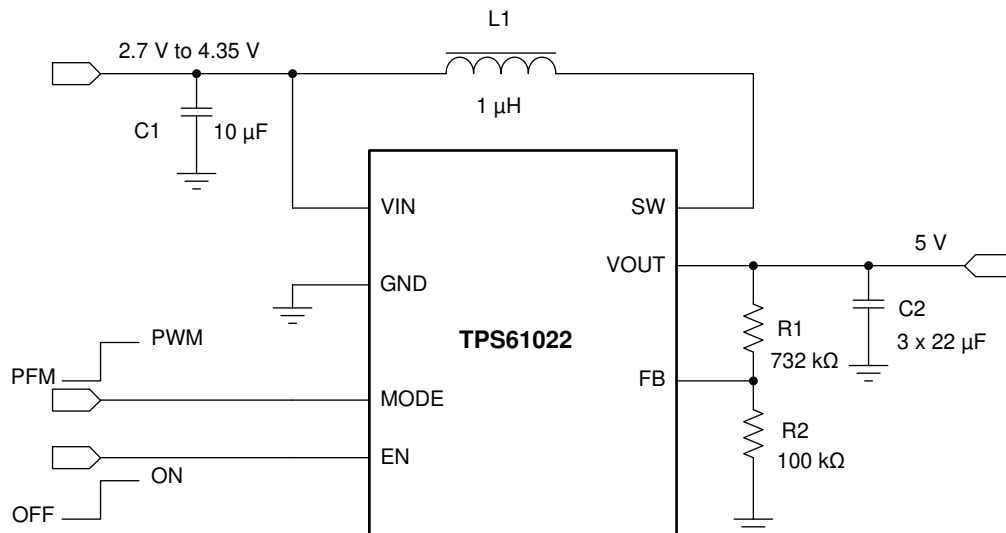 L1
2.7 V to 4.35 V
1 µH
C1
10 µF
VIN
SW
5 V
VOUT
GND
C2
R1
PWM
TPS61022
3 x 22 µF
732 kΩ
PFM
FB
MODE
R2
EN
100 kΩ
ON
OFF